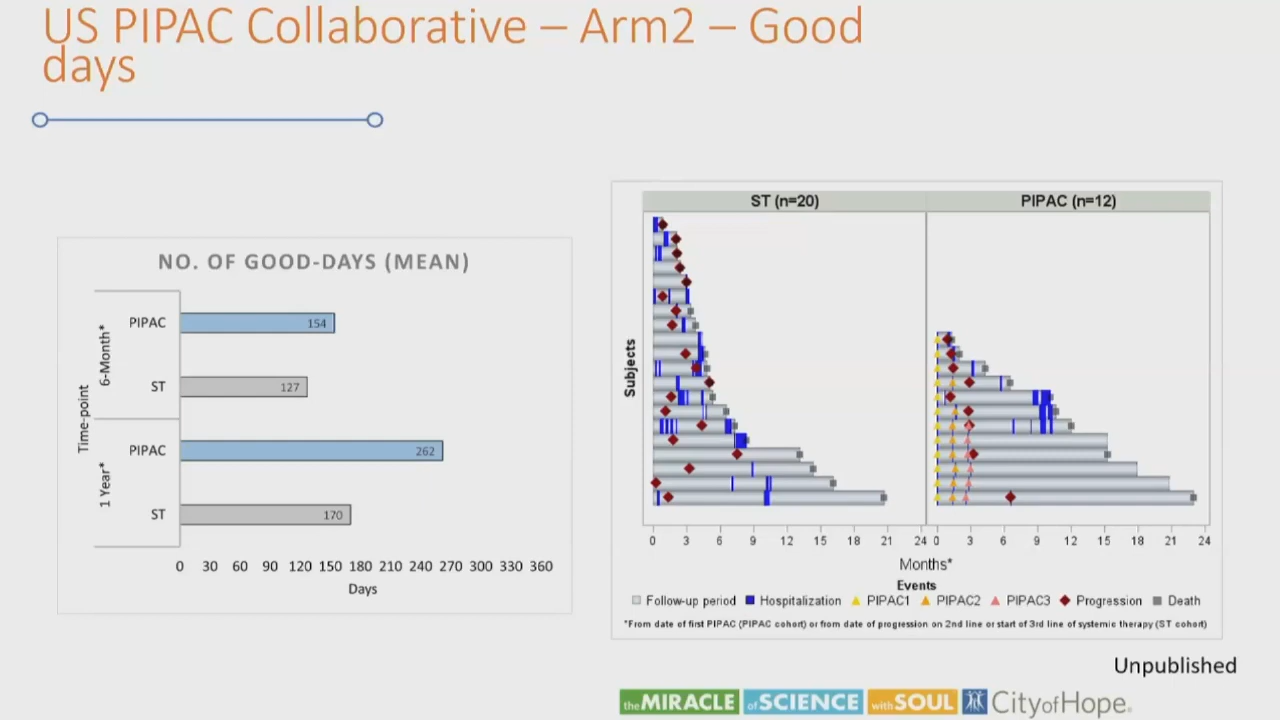 US PIPAC Collaborative – Arm2 – Good
days
NO. OF GOOD-DAYS (MEAN)
Time-point
6-Month*
PIPAC
154
ST
127
1 Year*
PIPAC
262
ST
170
0 30 60 90 120 150 180 210 240 270 300 330 360
Days
ST (n=20)
PIPAC (n=12)
Subjects
0 3 6 9 12 15 18 21 24
0 3 6 9 12 15 18 21 24
Months*
Events
Follow-up period Hospitalization PIPAC1 PIPAC2 PIPAC3 Progression Death
*From date of first PIPAC (PIPAC cohort) or from date of progression on 2nd line or start of 3rd line of systemic therapy (ST cohort)
Unpublished
the MIRACLE of SCIENCE with SOUL CityofHope.